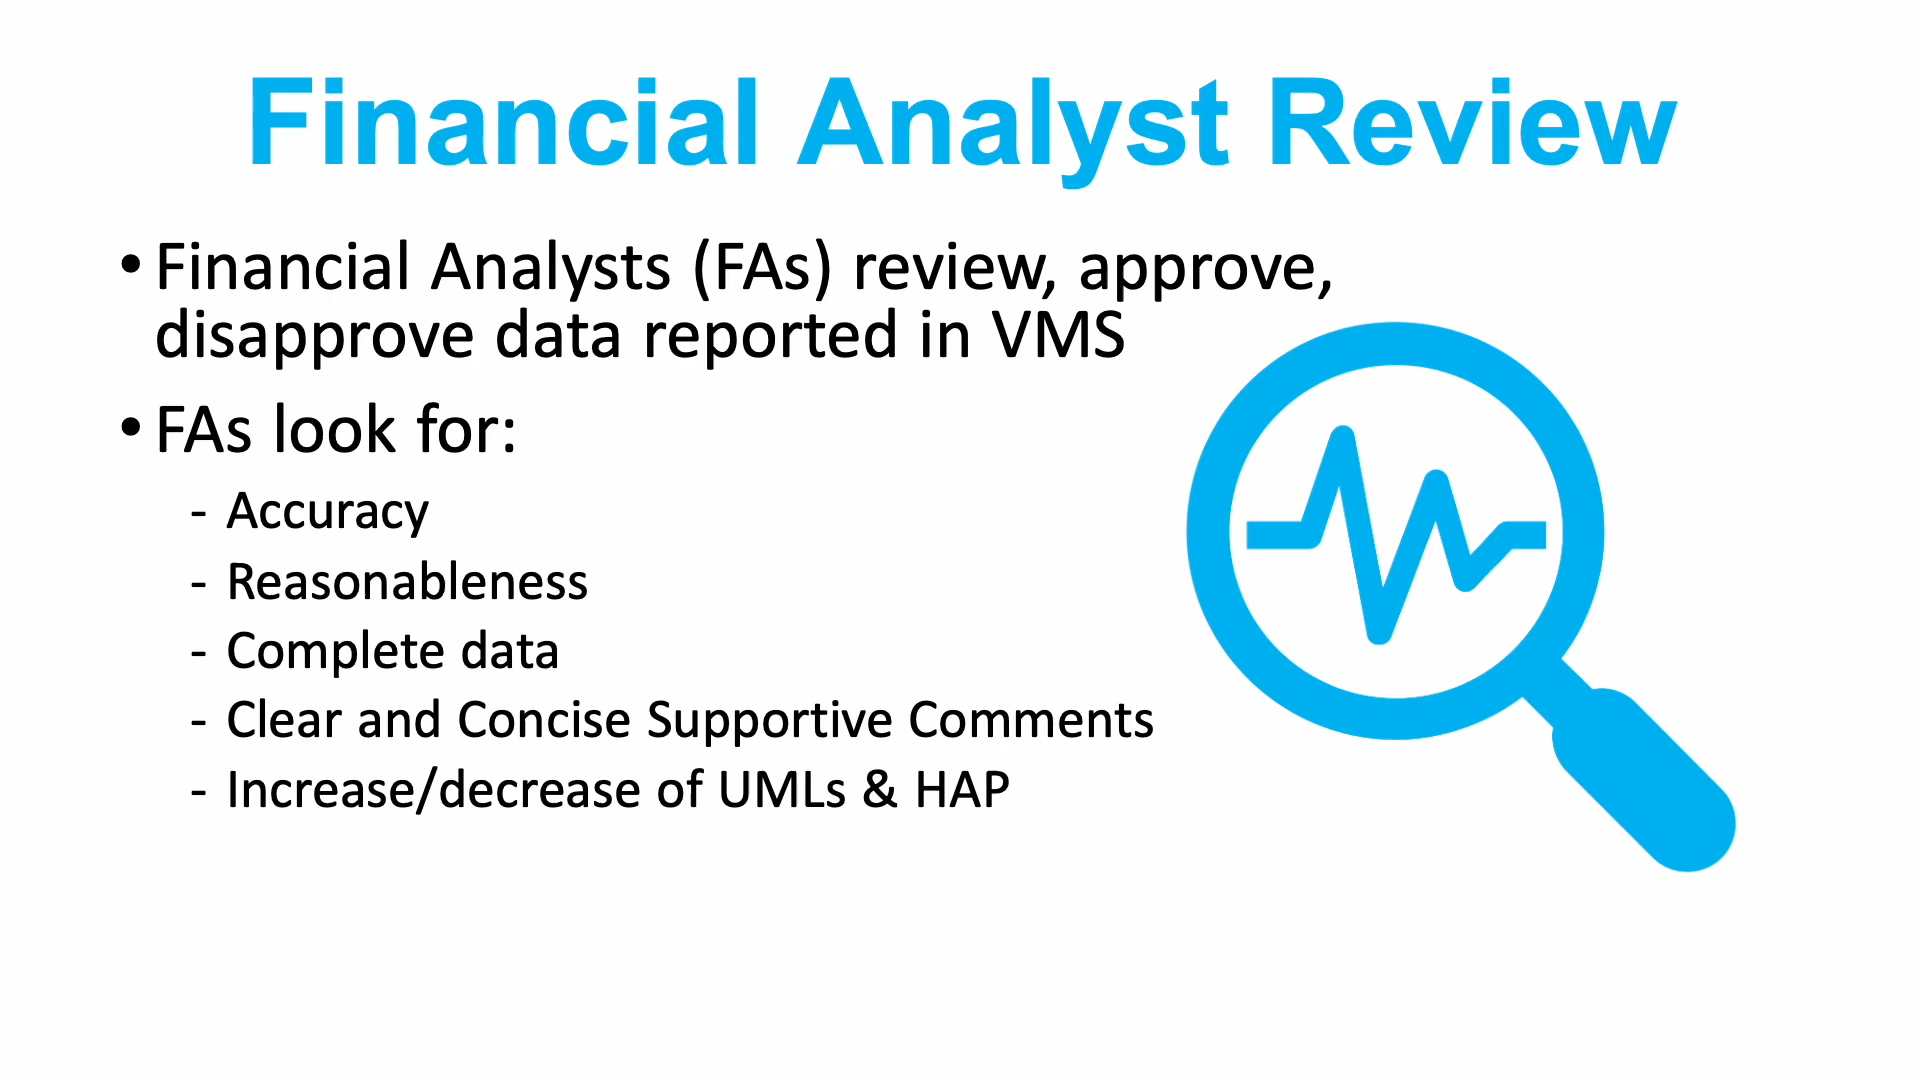 Financial Analyst Review
• Financial Analysts (FAs) review, approve,
disapprove data reported in VMS
• FAs look for:
- Accuracy
- Reasonableness
- Complete data
- Clear and Concise Supportive Comments
- Increase/decrease of UMLs & HAP